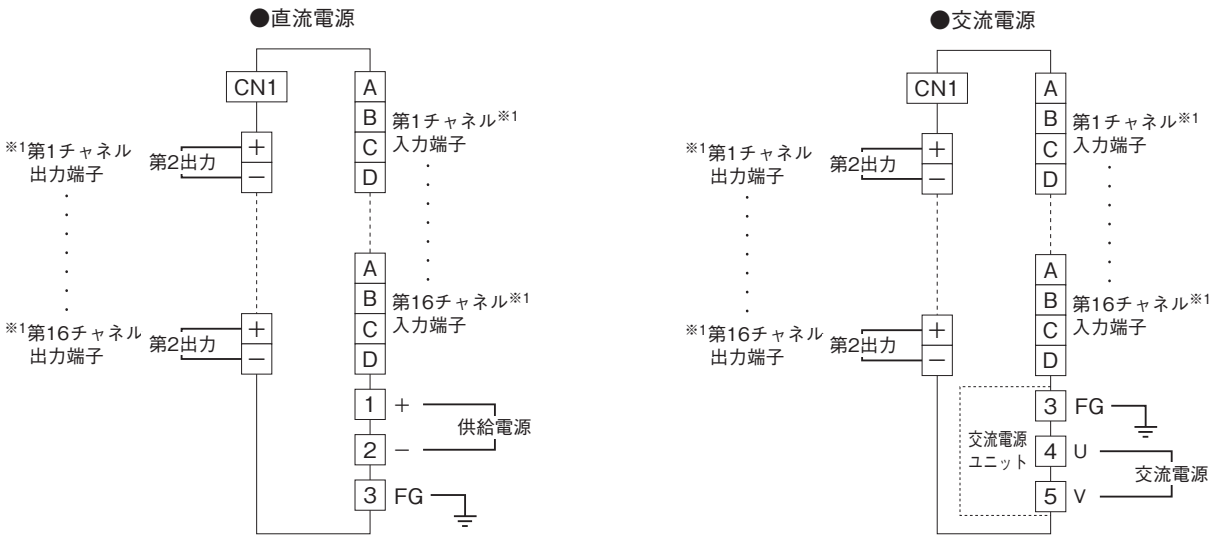 ●直流電源
CN1
A
B
C
D
第1チャネル※1
入力端子
※1第1チャネル
出力端子
第2出力
+
−
A
B
C
D
第16チャネル※1
入力端子
※1第16チャネル
出力端子
第2出力
+
−
1 +
2 −
供給電源
3 FG
●交流電源
CN1
A
B
C
D
第1チャネル※1
入力端子
※1第1チャネル
出力端子
第2出力
+
−
A
B
C
D
第16チャネル※1
入力端子
※1第16チャネル
出力端子
第2出力
+
−
交流電源
ユニット
3 FG
4 U
5 V
交流電源